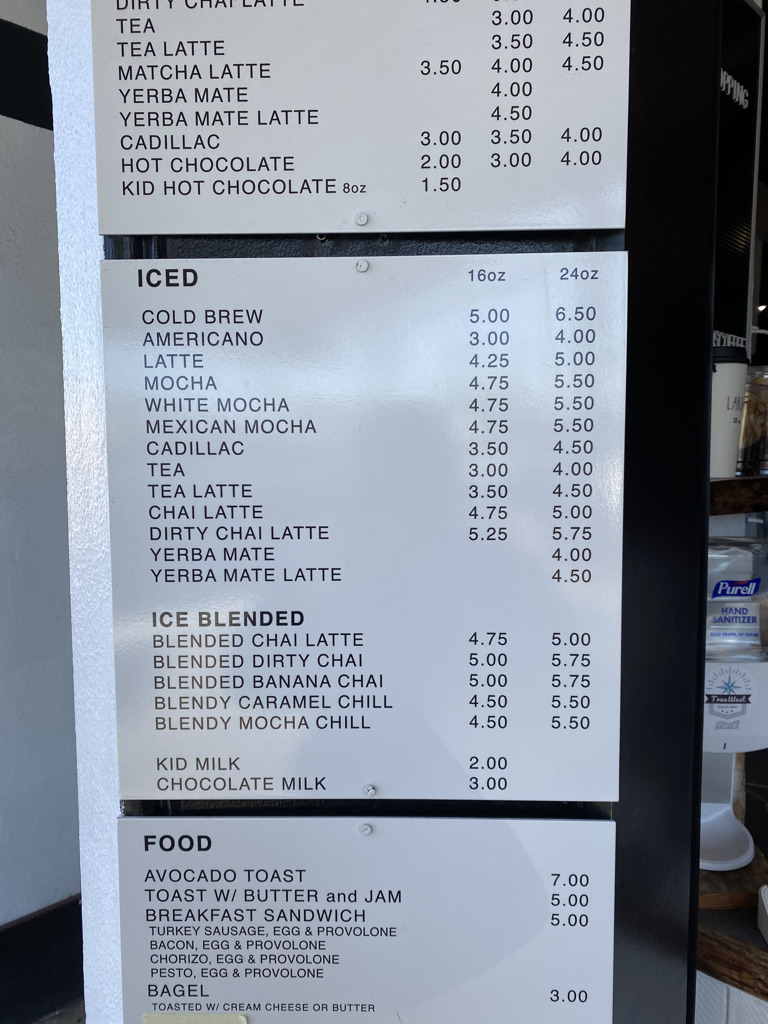 DIRTY CHAI LATTE
TEA 3.00 4.00
TEA LATTE 3.50 4.50
MATCHA LATTE 3.50 4.00 4.50
YERBA MATE 4.00
YERBA MATE LATTE 4.50
CADILLAC 3.00 3.50 4.00
HOT CHOCOLATE 2.00 3.00 4.00
KID HOT CHOCOLATE 8oz 1.50
ICED 16oz 24oz
COLD BREW 5.00 6.50
AMERICANO 3.00 4.00
LATTE 4.25 5.00
MOCHA 4.75 5.50
WHITE MOCHA 4.75 5.50
MEXICAN MOCHA 4.75 5.50
CADILLAC 3.50 4.50
TEA 3.00 4.00
TEA LATTE 3.50 4.50
CHAI LATTE 4.75 5.00
DIRTY CHAI LATTE 5.25 5.75
YERBA MATE 4.00
YERBA MATE LATTE 4.50
ICE BLENDED
BLENDED CHAI LATTE 4.75 5.00
BLENDED DIRTY CHAI 5.00 5.75
BLENDED BANANA CHAI 5.00 5.75
BLENDY CARAMEL CHILL 4.50 5.50
BLENDY MOCHA CHILL 4.50 5.50
KID MILK 2.00
CHOCOLATE MILK 3.00
FOOD
AVOCADO TOAST 7.00
TOAST W/ BUTTER and JAM 5.00
BREAKFAST SANDWICH 5.00
TURKEY SAUSAGE, EGG & PROVOLONE
BACON, EGG & PROVOLONE
CHORIZO, EGG & PROVOLONE
PESTO, EGG & PROVOLONE
BAGEL 3.00
TOASTED W/ CREAM CHEESE OR BUTTER
Purell
HAND
SANITIZER
True West